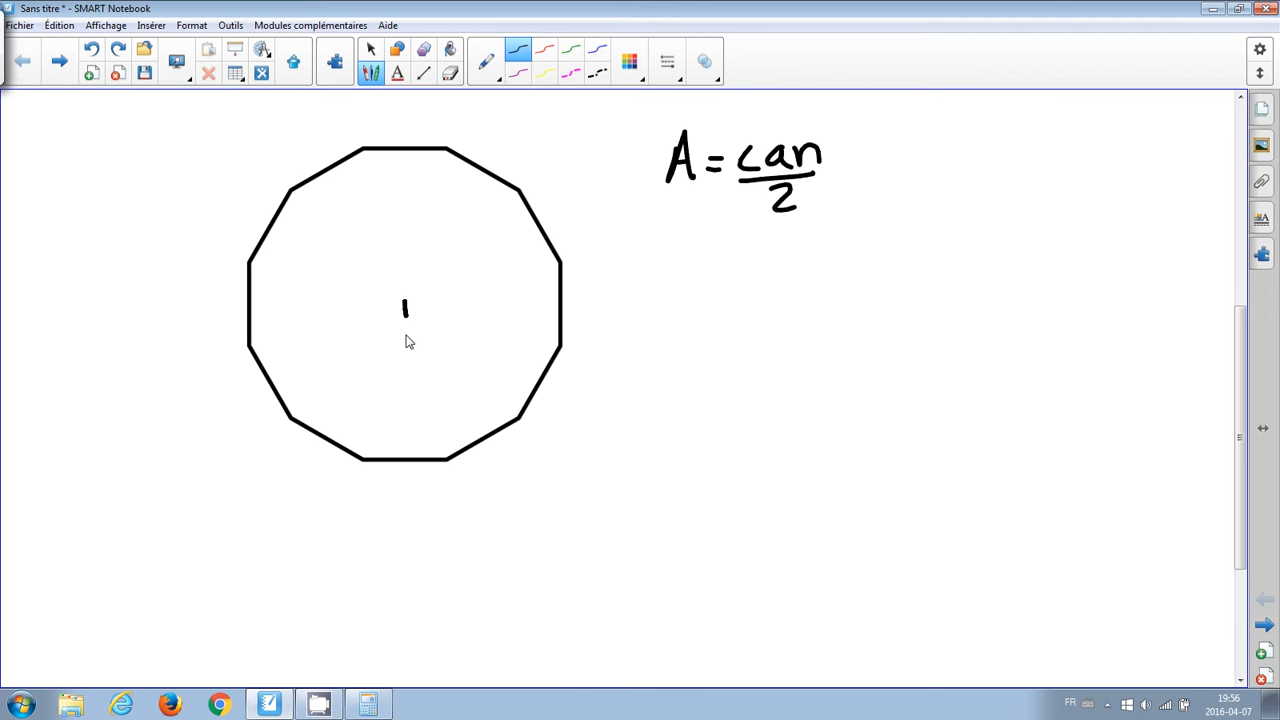 Sans titre * - SMART Notebook
Fichier Édition Affichage Insérer Format Outils Modules complémentaires Aide
A = can
2
FR
19:56
2016-04-07